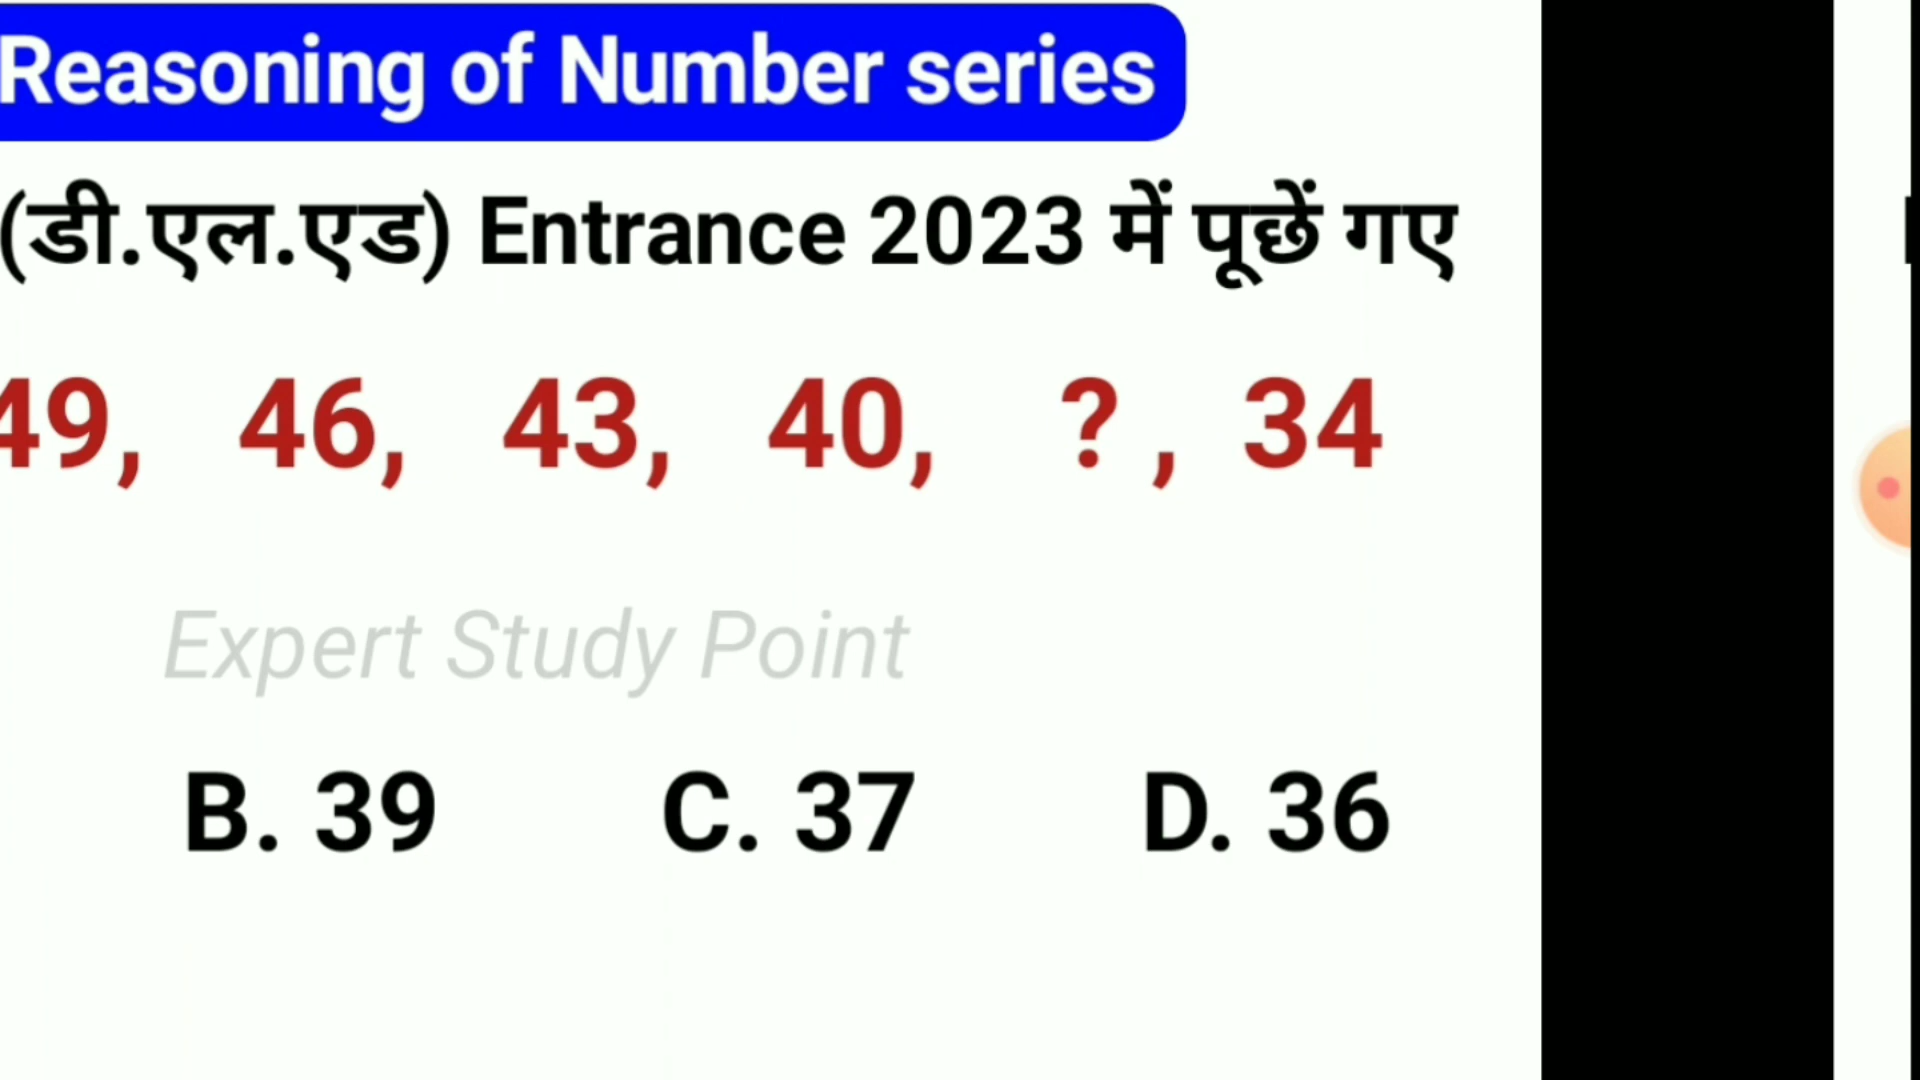 Reasoning of Number series
(डी.एल.एड) Entrance 2023 में पूछें गए
49, 46, 43, 40, ? , 34
Expert Study Point
B. 39 C. 37 D. 36